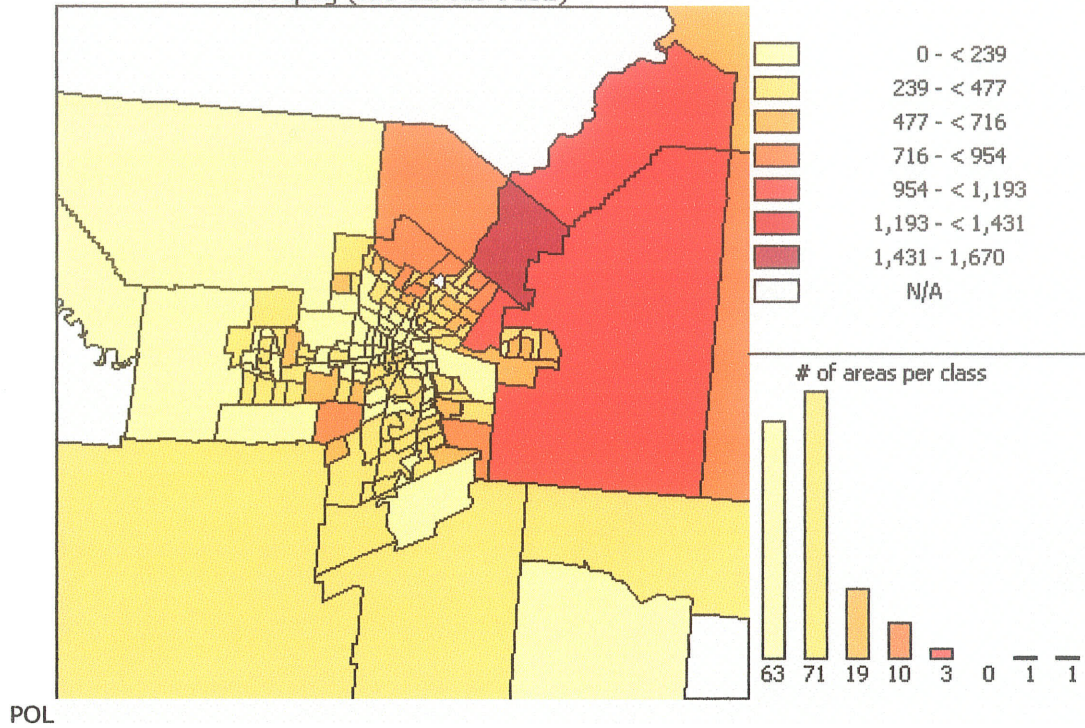 0 - < 239
239 - < 477
477 - < 716
716 - < 954
954 - < 1,193
1,193 - < 1,431
1,431 - 1,670
N/A
# of areas per class
63 71 19 10 3 0 1 1
POL